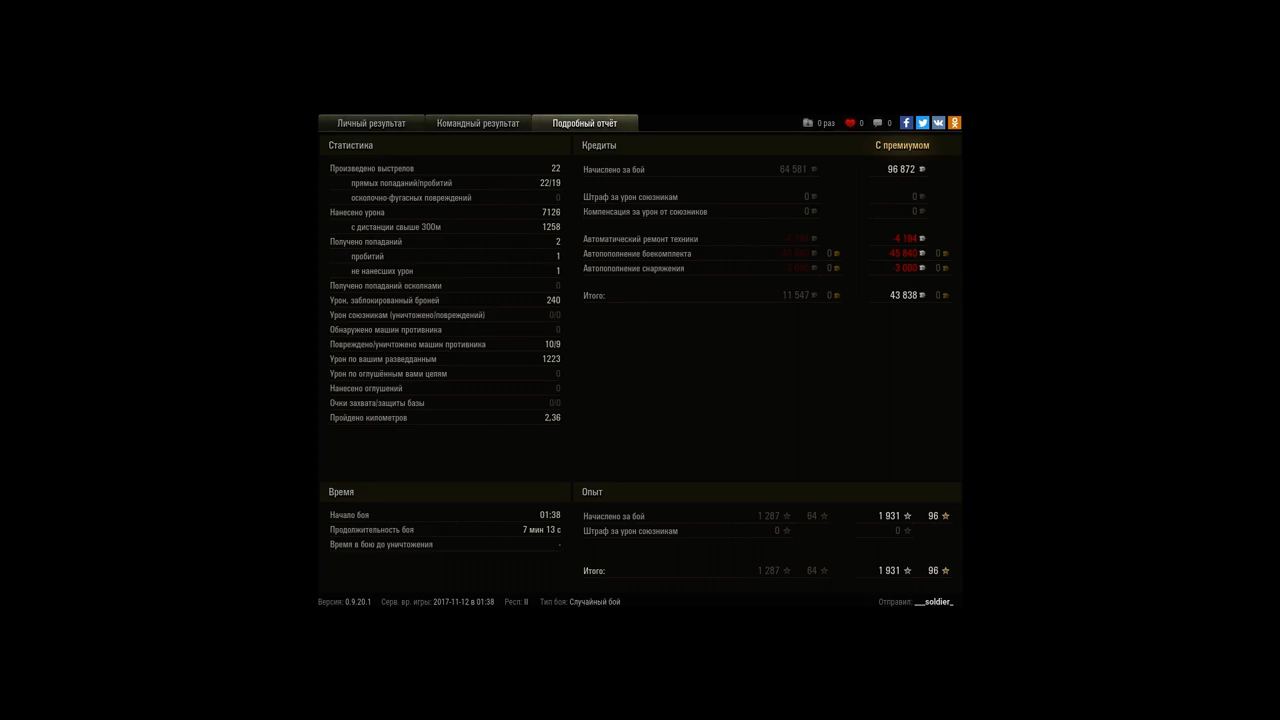 Личный результат Командный результат Подробный отчёт 0 раз 0 0
Статистика
Произведено выстрелов 22
прямых попаданий/пробитий 22/19
осколочно-фугасных повреждений 0
Нанесено урона 7126
с дистанции свыше 300м 1258
Получено попаданий 2
пробитий 1
не нанесших урон 1
Получено попаданий осколками 0
Урон, заблокированный броней 240
Урон союзникам (уничтожено/повреждений) 0/0
Обнаружено машин противника 0
Повреждено/уничтожено машин противника 10/9
Урон по вашим разведданным 1223
Урон по оглушённым вами целям 0
Нанесено оглушений 0
Очки захвата/защиты базы 0/0
Пройдено километров 2,36
Кредиты С премиумом
Начислено за бой 64 581 96 872
Штраф за урон союзникам 0 0
Компенсация за урон от союзников 0 0
Автоматический ремонт техники -4 194
Автопополнение боекомплекта 0 -45 840 0
Автопополнение снаряжения 0 -3 000 0
Итого: 11 547 0 43 838 0
Время
Начало боя 01:38
Продолжительность боя 7 мин 13 с
Время в бою до уничтожения -
Опыт
Начислено за бой 1 287 64 1 931 96
Штраф за урон союзникам 0 0
Итого: 1 287 64 1 931 96
Версия: 0.9.20.1 Серв. вр. игры: 2017-11-12 в 01:38 Респ: II Тип боя: Случайный бой Отправил: ___soldier_